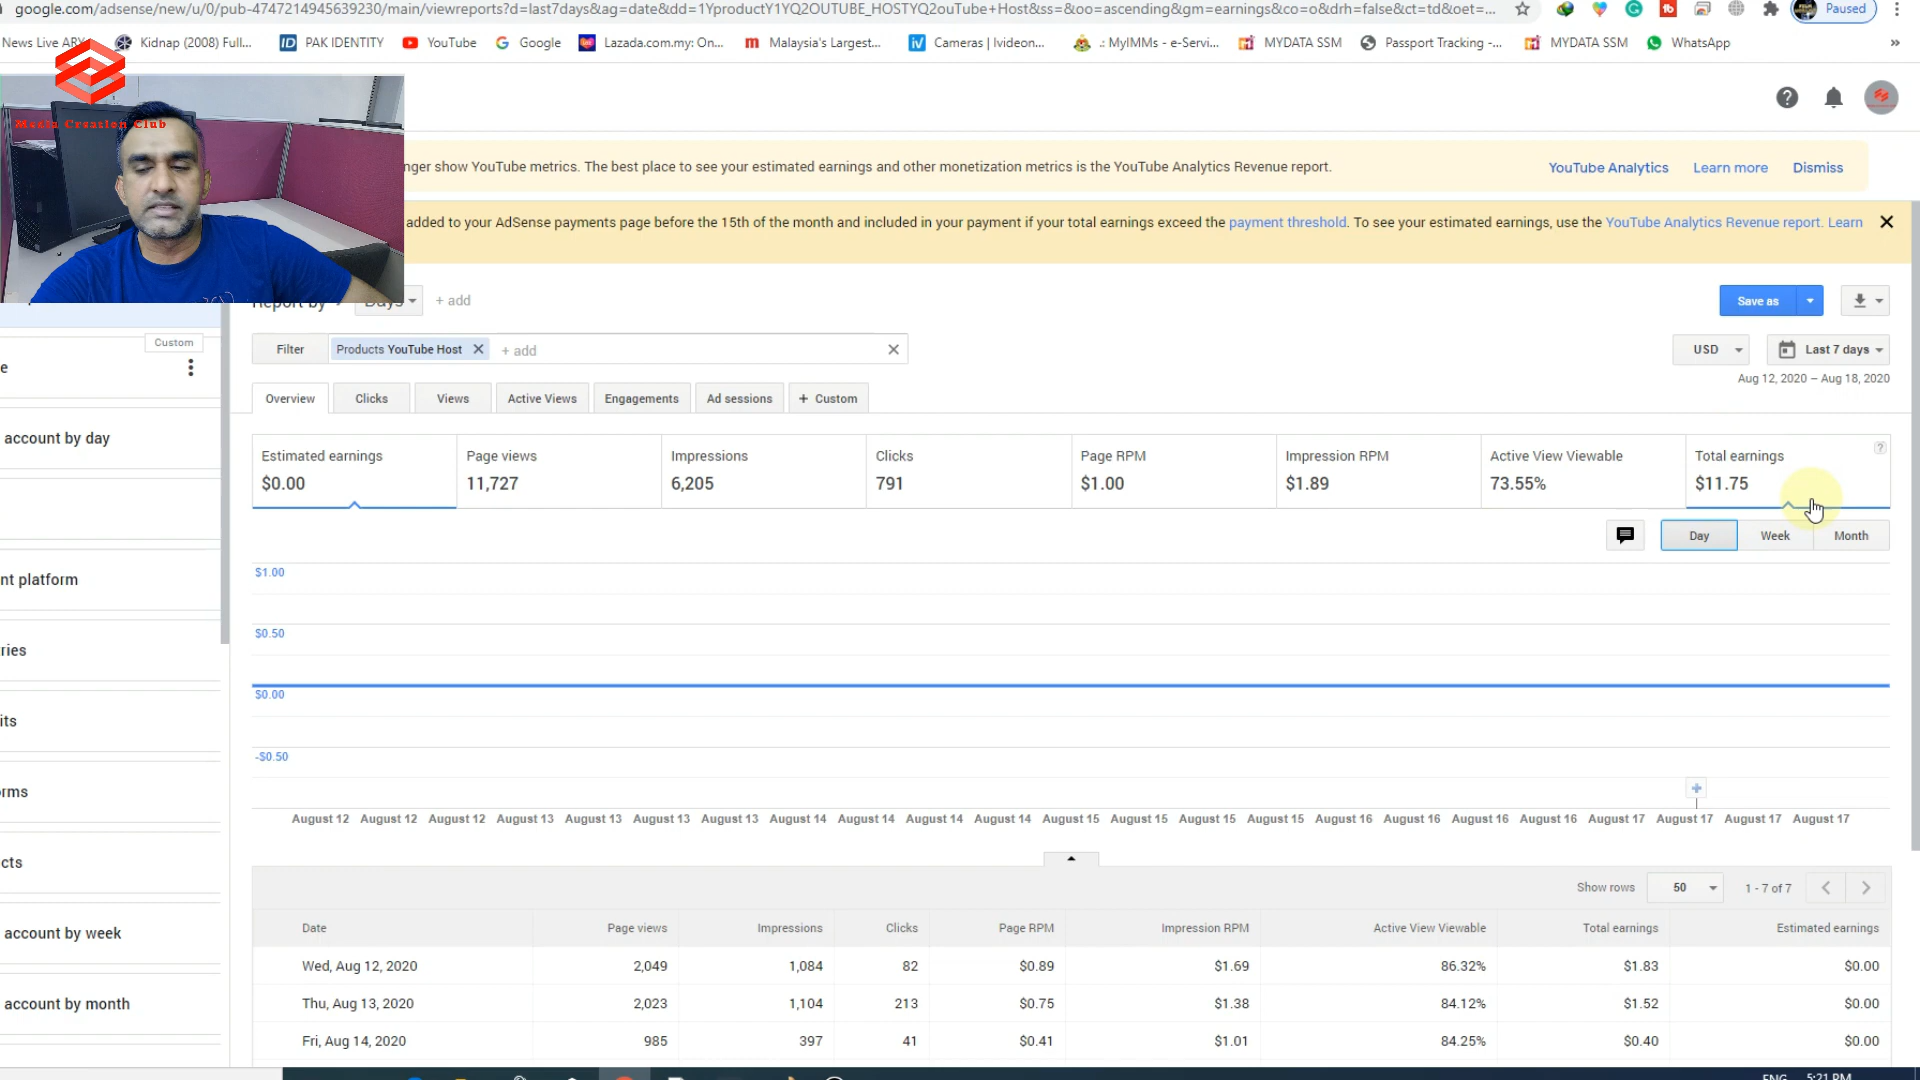 google.com/adsense/new/u/0/pub-4747214945639230/main/viewreports?d=last7days&ag=date&dd=1YproductY1YQ2OUTUBE_HOSTYQ2ouTube+Host&ss=&oo=ascending&gm=earnings&co=o&drh=false&ct=td&oet=...
Paused
News Live ARY
Kidnap (2008) Full...
PAK IDENTITY
YouTube
Google
Lazada.com.my: On...
Malaysia's Largest...
Cameras | Ivideon...
.: MyIMMs - e-Servi...
MYDATA SSM
Passport Tracking -...
MYDATA SSM
WhatsApp
»
Media Creation Club
nger show YouTube metrics. The best place to see your estimated earnings and other monetization metrics is the YouTube Analytics Revenue report.
YouTube Analytics
Learn more
Dismiss
added to your AdSense payments page before the 15th of the month and included in your payment if your total earnings exceed the payment threshold. To see your estimated earnings, use the YouTube Analytics Revenue report. Learn
Report by
Days
+ add
Save as
Custom
Filter
Products YouTube Host
+ add
USD
Last 7 days
Aug 12, 2020 – Aug 18, 2020
e
Overview
Clicks
Views
Active Views
Engagements
Ad sessions
+ Custom
account by day
Estimated earnings
$0.00
Page views
11,727
Impressions
6,205
Clicks
791
Page RPM
$1.00
Impression RPM
$1.89
Active View Viewable
73.55%
Total earnings
$11.75
?
Day
Week
Month
nt platform
ries
its
rms
cts
account by week
account by month
$1.00
$0.50
$0.00
-$0.50
+
August 12 August 12 August 12 August 13 August 13 August 13 August 13 August 14 August 14 August 14 August 14 August 15 August 15 August 15 August 15 August 16 August 16 August 16 August 16 August 17 August 17 August 17 August 17
Show rows
50
1 - 7 of 7
Date Page views Impressions Clicks Page RPM Impression RPM Active View Viewable Total earnings Estimated earnings
Wed, Aug 12, 2020 2,049 1,084 82 $0.89 $1.69 86.32% $1.83 $0.00
Thu, Aug 13, 2020 2,023 1,104 213 $0.75 $1.38 84.12% $1.52 $0.00
Fri, Aug 14, 2020 985 397 41 $0.41 $1.01 84.25% $0.40 $0.00
ENG 5:21 PM